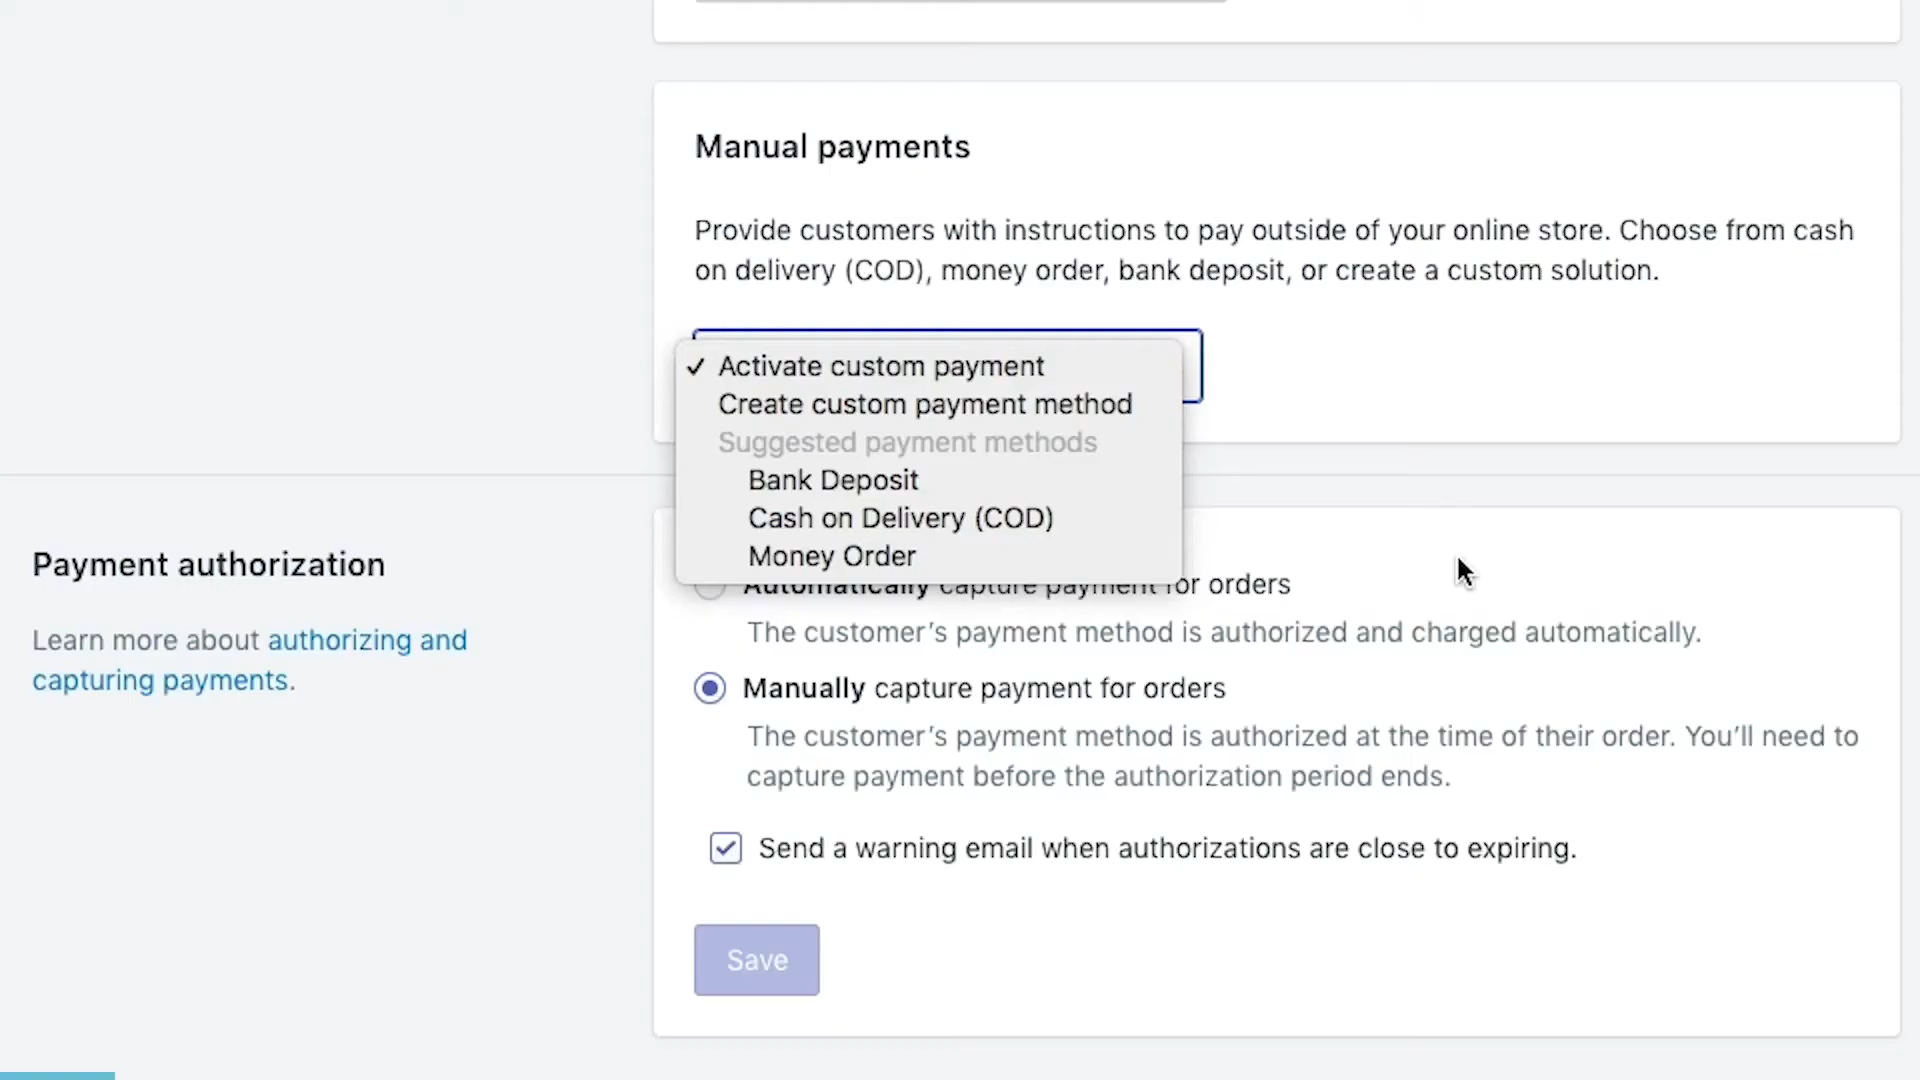 Manual payments
Provide customers with instructions to pay outside of your online store. Choose from cash
on delivery (COD), money order, bank deposit, or create a custom solution.
✓ Activate custom payment
Create custom payment method
Suggested payment methods
Bank Deposit
Cash on Delivery (COD)
Money Order
Payment authorization
Learn more about authorizing and
capturing payments.
Automatically capture payment for orders
The customer’s payment method is authorized and charged automatically.
Manually capture payment for orders
The customer’s payment method is authorized at the time of their order. You’ll need to
capture payment before the authorization period ends.
Send a warning email when authorizations are close to expiring.
Save